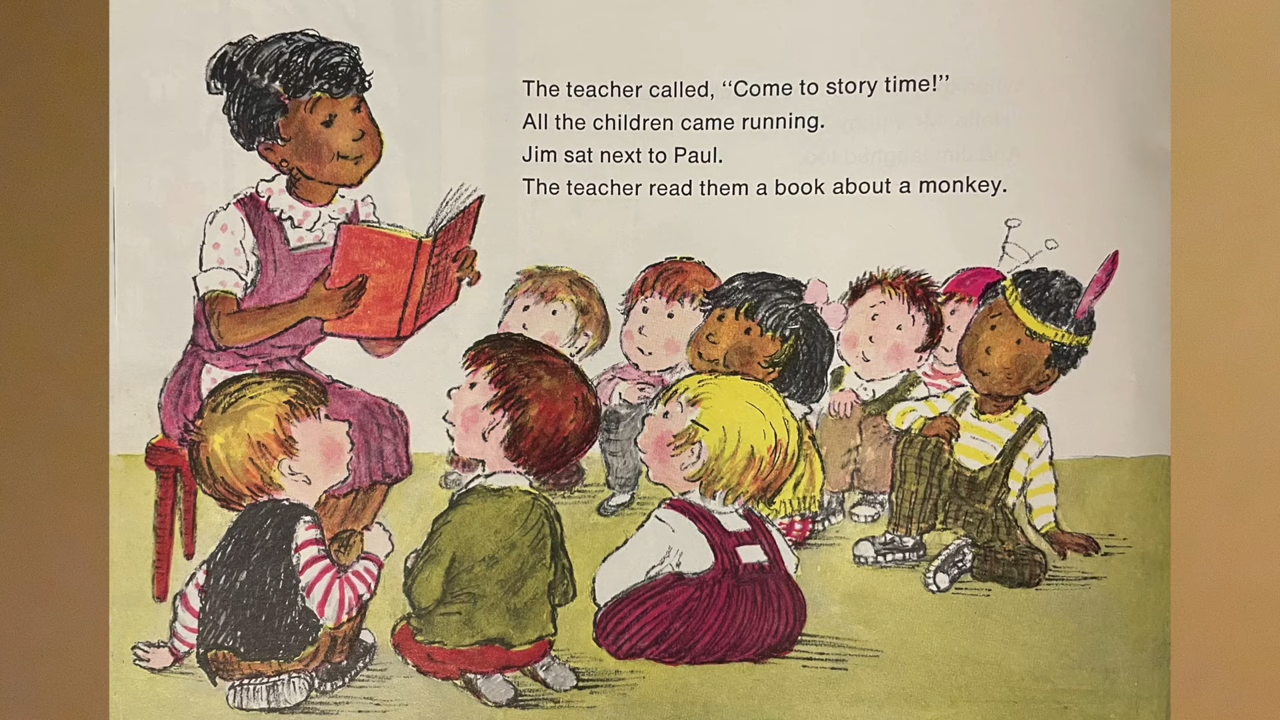 The teacher called, “Come to story time!”
All the children came running.
Jim sat next to Paul.
The teacher read them a book about a monkey.